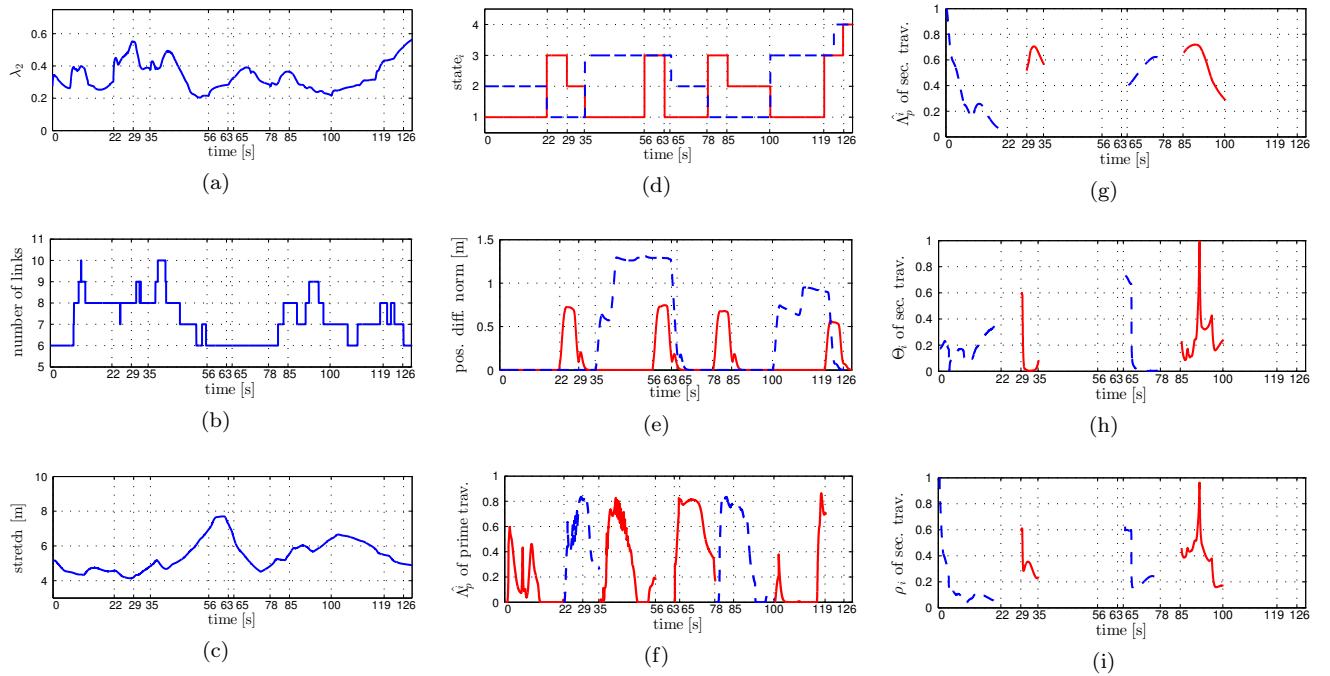 0.6
0.4
0.2
0
λ2
0 22 29 35 56 63 65 78 85 100 119 126
time [s]
(a)
4
3
2
1
state i
0 22 29 35 56 63 65 78 85 100 119 126
time [s]
(d)
1
0.8
0.6
0.4
0.2
0
Λ̂ᵢₚ of sec. trav.
0 22 29 35 56 63 65 78 85 100 119 126
time [s]
(g)
11
10
9
8
7
6
5
number of links
0 22 29 35 56 63 65 78 85 100 119 126
time [s]
(b)
1.5
1
0.5
0
pos. diff. norm [m]
0 22 29 35 56 63 65 78 85 100 119 126
time [s]
(e)
1
0.8
0.6
0.4
0.2
0
Θi of sec. trav.
0 22 29 35 56 63 65 78 85 100 119 126
time [s]
(h)
10
8
6
4
stretch [m]
0 22 29 35 56 63 65 78 85 100 119 126
time [s]
(c)
1
0.8
0.6
0.4
0.2
0
Λ̂ᵢₚ of prime trav.
0 22 29 35 56 63 65 78 85 100 119 126
time [s]
(f)
1
0.8
0.6
0.4
0.2
0
ρi of sec. trav.
0 22 29 35 56 63 65 78 85 100 119 126
time [s]
(i)